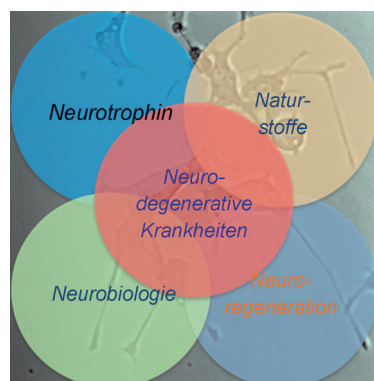 Neurotrophin
Natur-
stoffe
Neuro-
degenerative
Krankheiten
Neurobiologie
Neuro-
regeneration